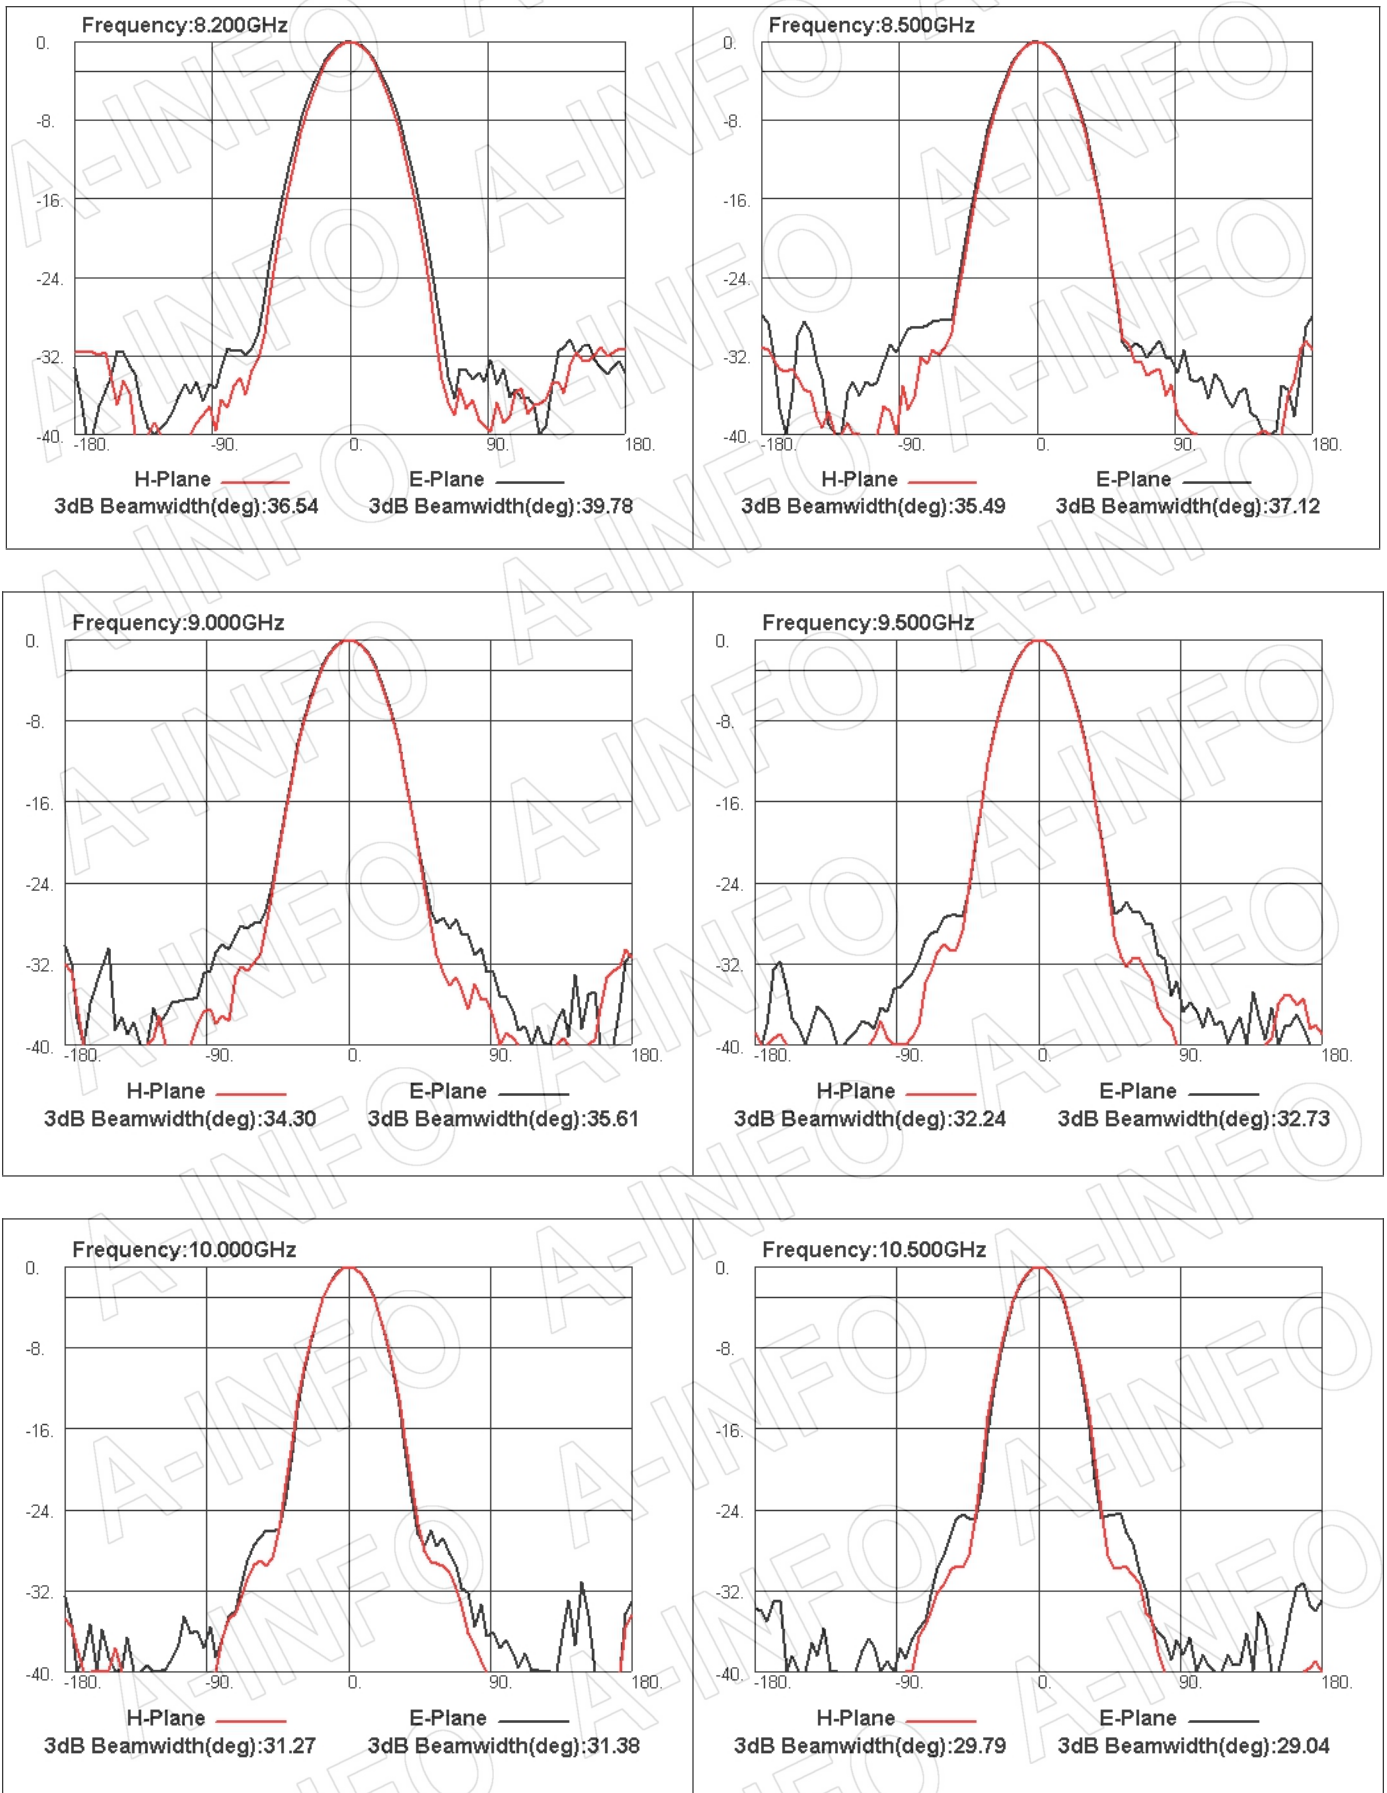 Frequency:8.200GHz
0.
-8.
-16.
-24.
-32.
-40.
-180. -90. 0. 90. 180.
H-Plane E-Plane
3dB Beamwidth(deg):36.54 3dB Beamwidth(deg):39.78
Frequency:8.500GHz
0.
-8.
-16.
-24.
-32.
-40.
-180. -90. 0. 90. 180.
H-Plane E-Plane
3dB Beamwidth(deg):35.49 3dB Beamwidth(deg):37.12
Frequency:9.000GHz
0.
-8.
-16.
-24.
-32.
-40.
-180. -90. 0. 90. 180.
H-Plane E-Plane
3dB Beamwidth(deg):34.30 3dB Beamwidth(deg):35.61
Frequency:9.500GHz
0.
-8.
-16.
-24.
-32.
-40.
-180. -90. 0. 90. 180.
H-Plane E-Plane
3dB Beamwidth(deg):32.24 3dB Beamwidth(deg):32.73
Frequency:10.000GHz
0.
-8.
-16.
-24.
-32.
-40.
-180. -90. 0. 90. 180.
H-Plane E-Plane
3dB Beamwidth(deg):31.27 3dB Beamwidth(deg):31.38
Frequency:10.500GHz
0.
-8.
-16.
-24.
-32.
-40.
-180. -90. 0. 90. 180.
H-Plane E-Plane
3dB Beamwidth(deg):29.79 3dB Beamwidth(deg):29.04
A-INFO